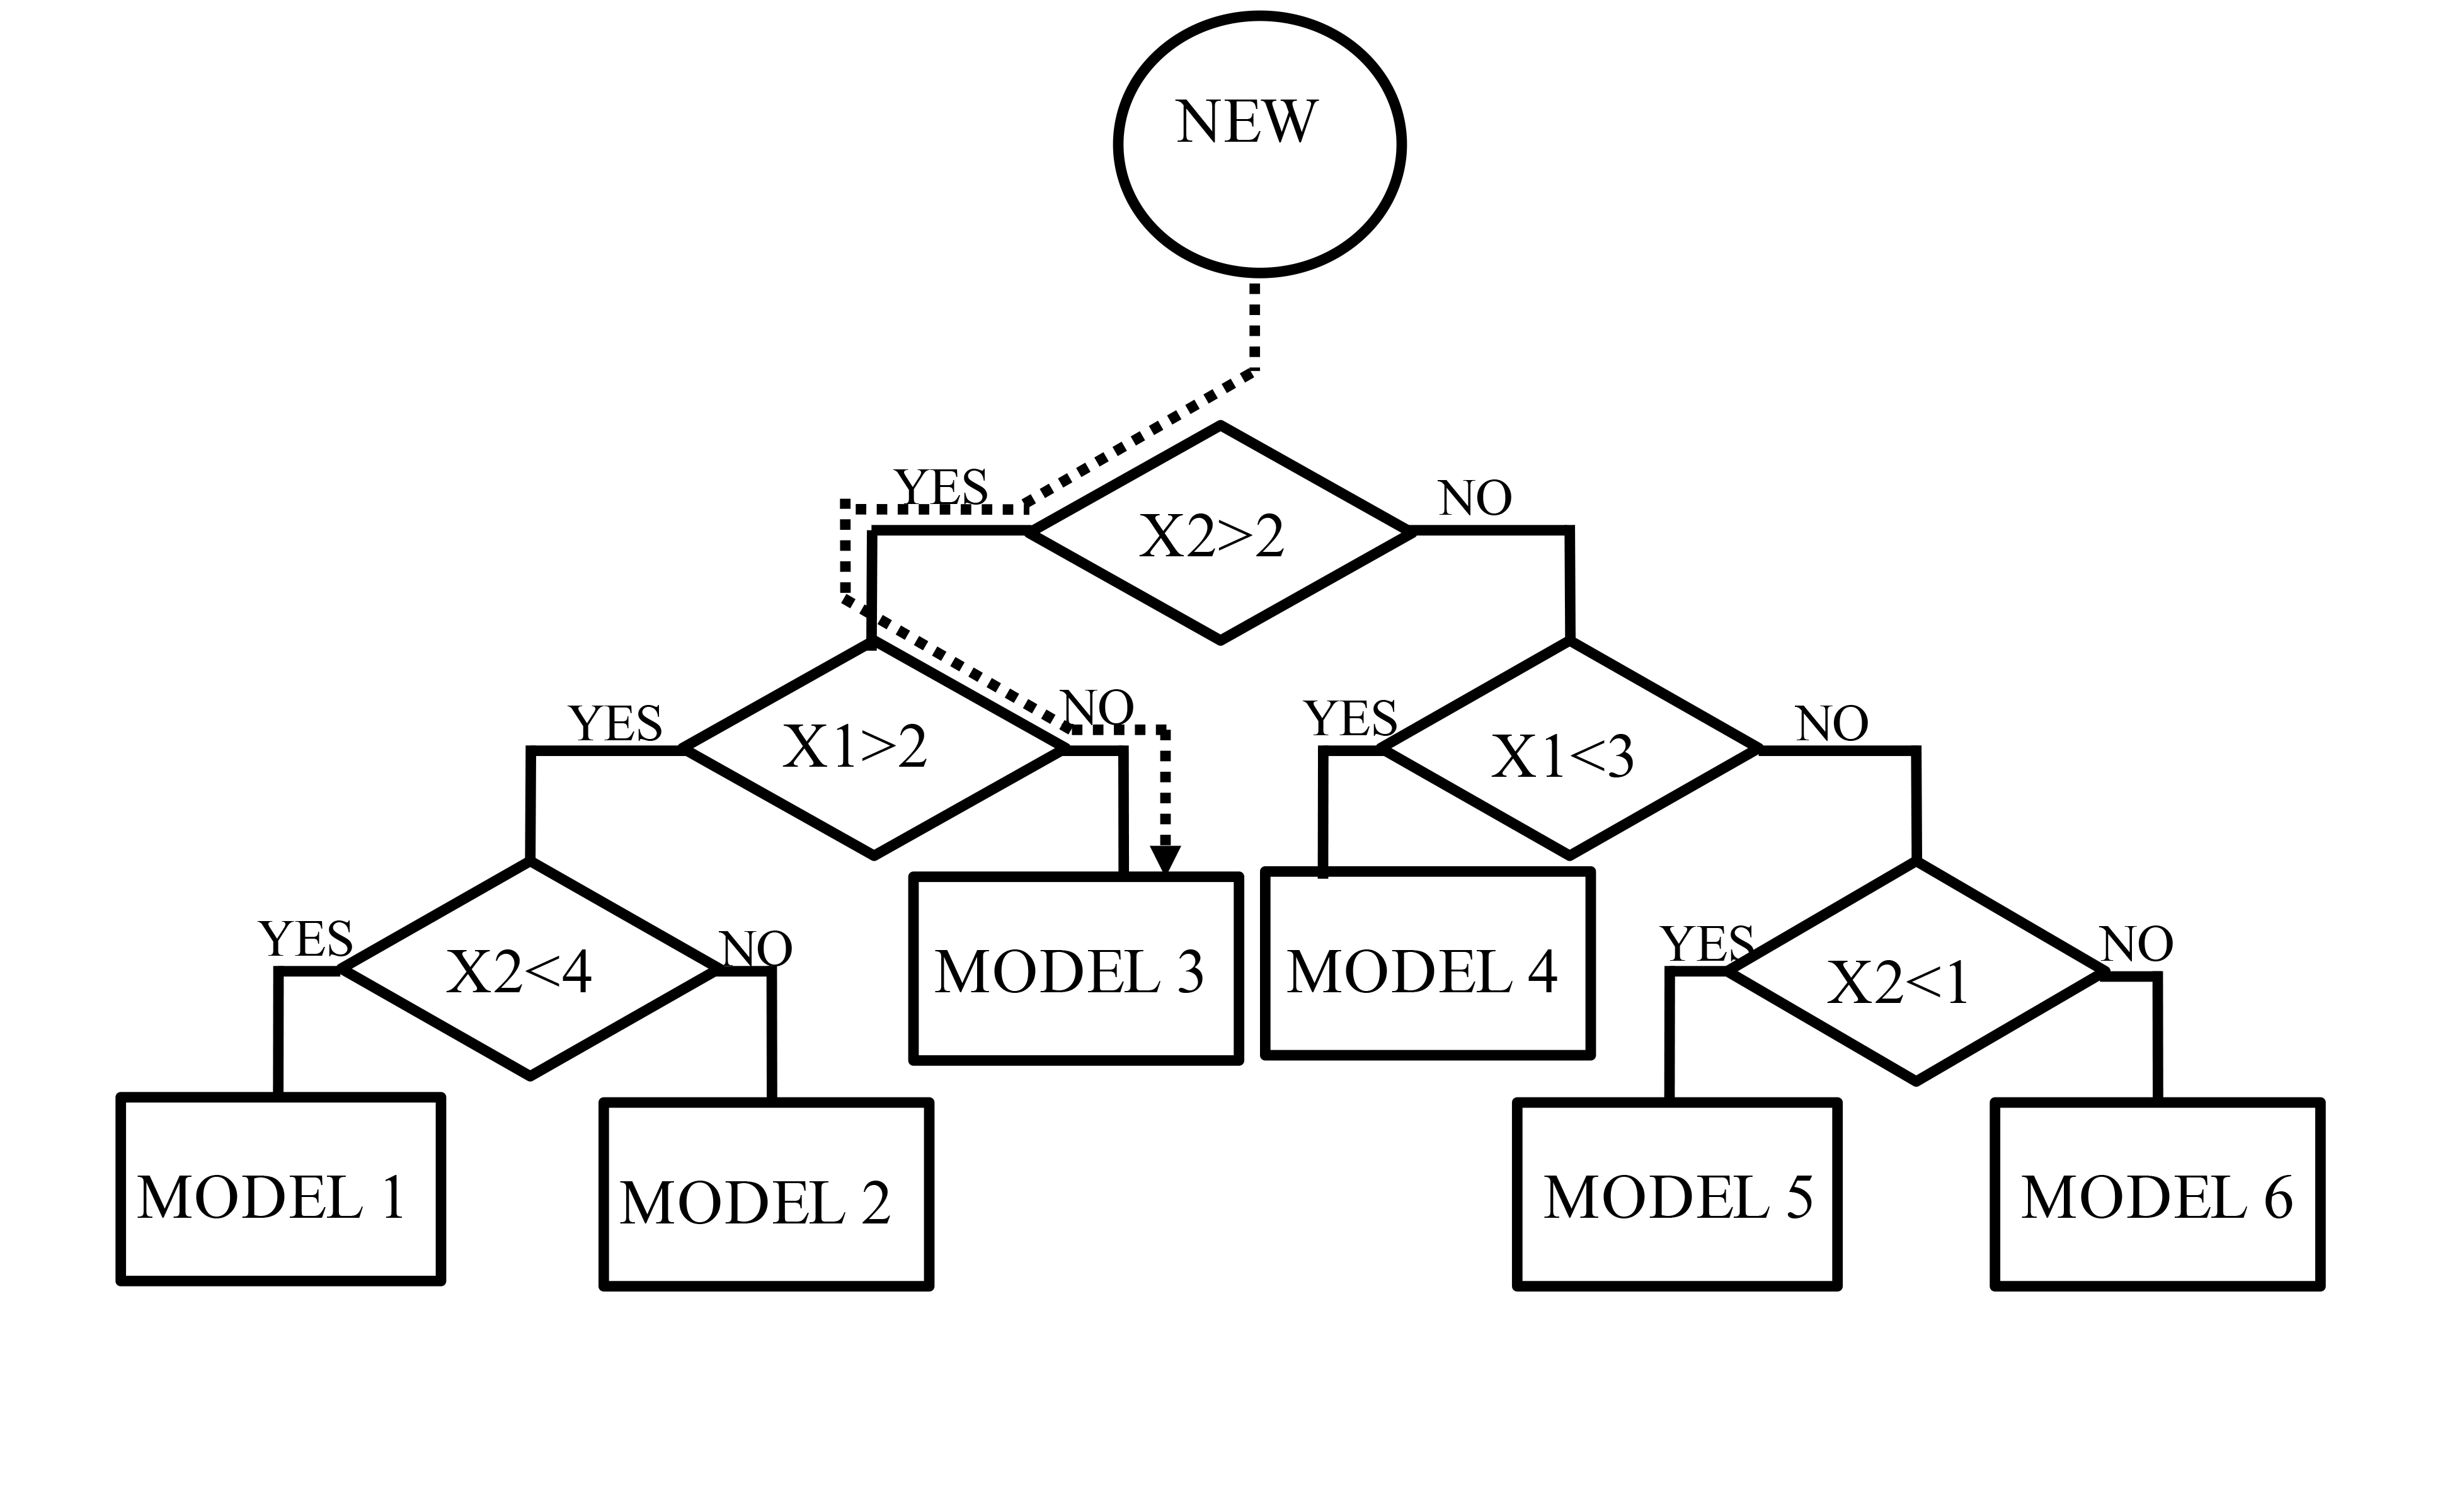 NEW
YES
X2>2
NO
YES
X1>2
NO
YES
X1<3
NO
YES
X2<4
NO
MODEL 3
MODEL 4
YES
X2<1
NO
MODEL 1
MODEL 2
MODEL 5
MODEL 6